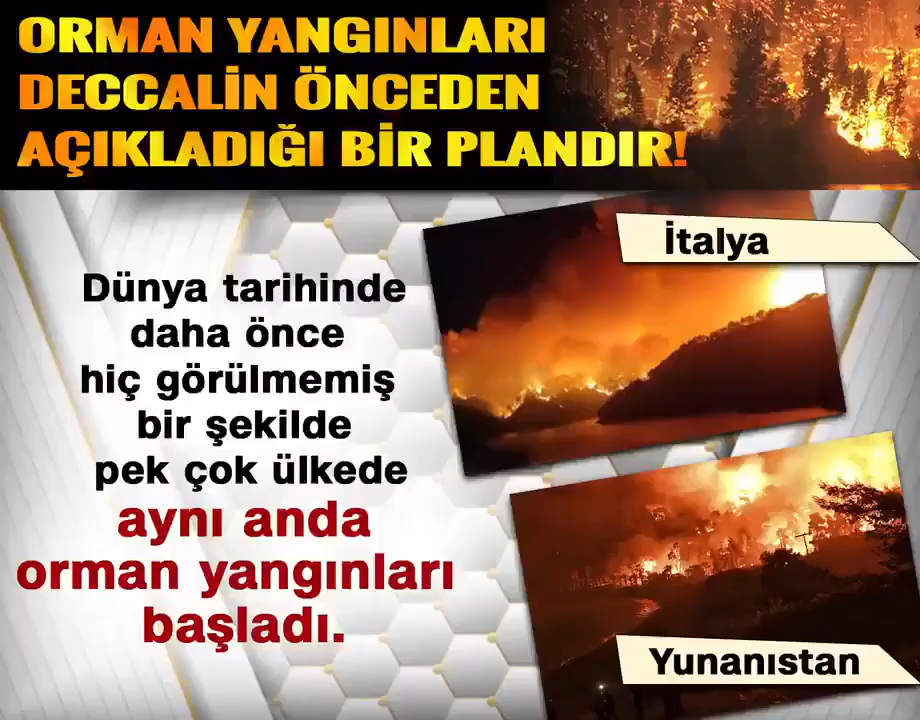 ORMAN YANGINLARI
DECCALİN ÖNCEDEN
AÇIKLADIĞI BİR PLANDIR!
İtalya
Dünya tarihinde
daha önce
hiç görülmemiş
bir şekilde
pek çok ülkede
aynı anda
orman yangınları
başladı.
Yunanıstan